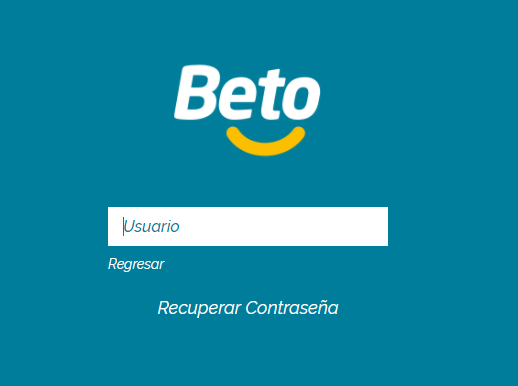 Beto
Usuario
Regresar
Recuperar Contraseña